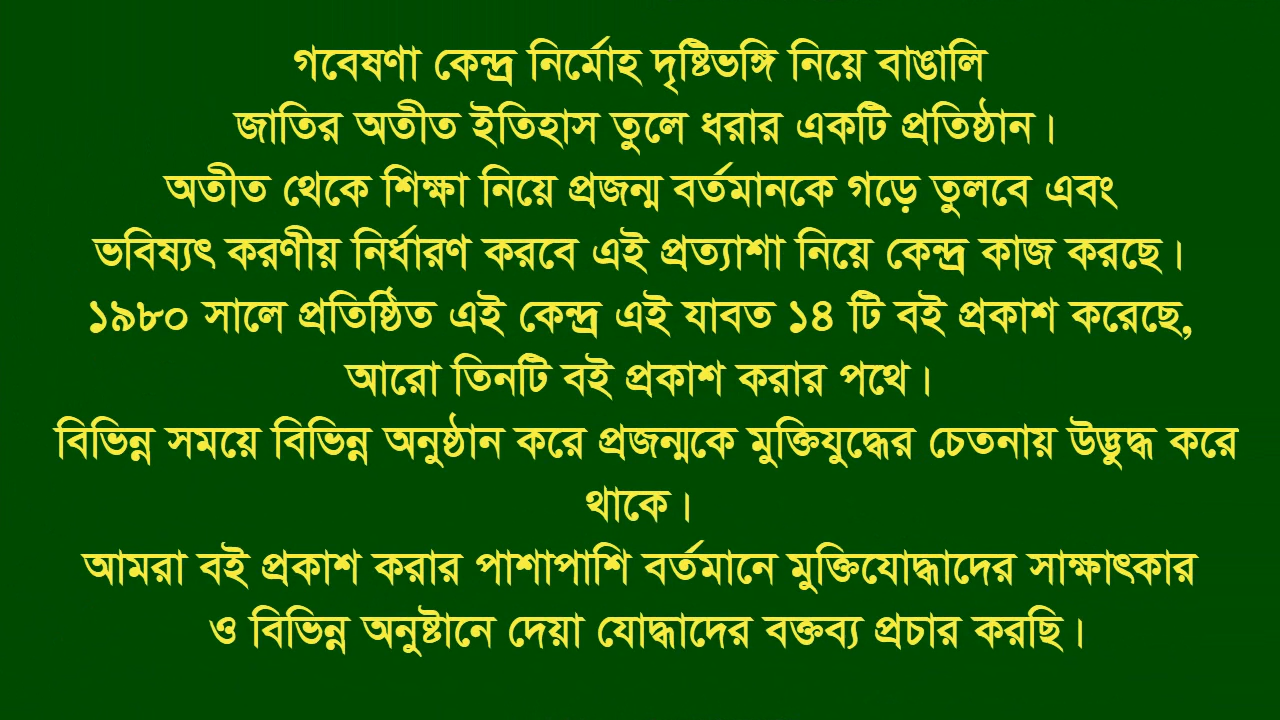 গবেষণা কেন্দ্র নির্মোহ দৃষ্টিভঙ্গি নিয়ে বাঙালি
জাতির অতীত ইতিহাস তুলে ধরার একটি প্রতিষ্ঠান।
অতীত থেকে শিক্ষা নিয়ে প্রজন্ম বর্তমানকে গড়ে তুলবে এবং
ভবিষ্যৎ করণীয় নির্ধারণ করবে এই প্রত্যাশা নিয়ে কেন্দ্র কাজ করছে।
১৯৮০ সালে প্রতিষ্ঠিত এই কেন্দ্র এই যাবত ১৪ টি বই প্রকাশ করেছে,
আরো তিনটি বই প্রকাশ করার পথে।
বিভিন্ন সময়ে বিভিন্ন অনুষ্ঠান করে প্রজন্মকে মুক্তিযুদ্ধের চেতনায় উদ্ভুদ্ধ করে
থাকে।
আমরা বই প্রকাশ করার পাশাপাশি বর্তমানে মুক্তিযোদ্ধাদের সাক্ষাৎকার
ও বিভিন্ন অনুষ্টানে দেয়া যোদ্ধাদের বক্তব্য প্রচার করছি।